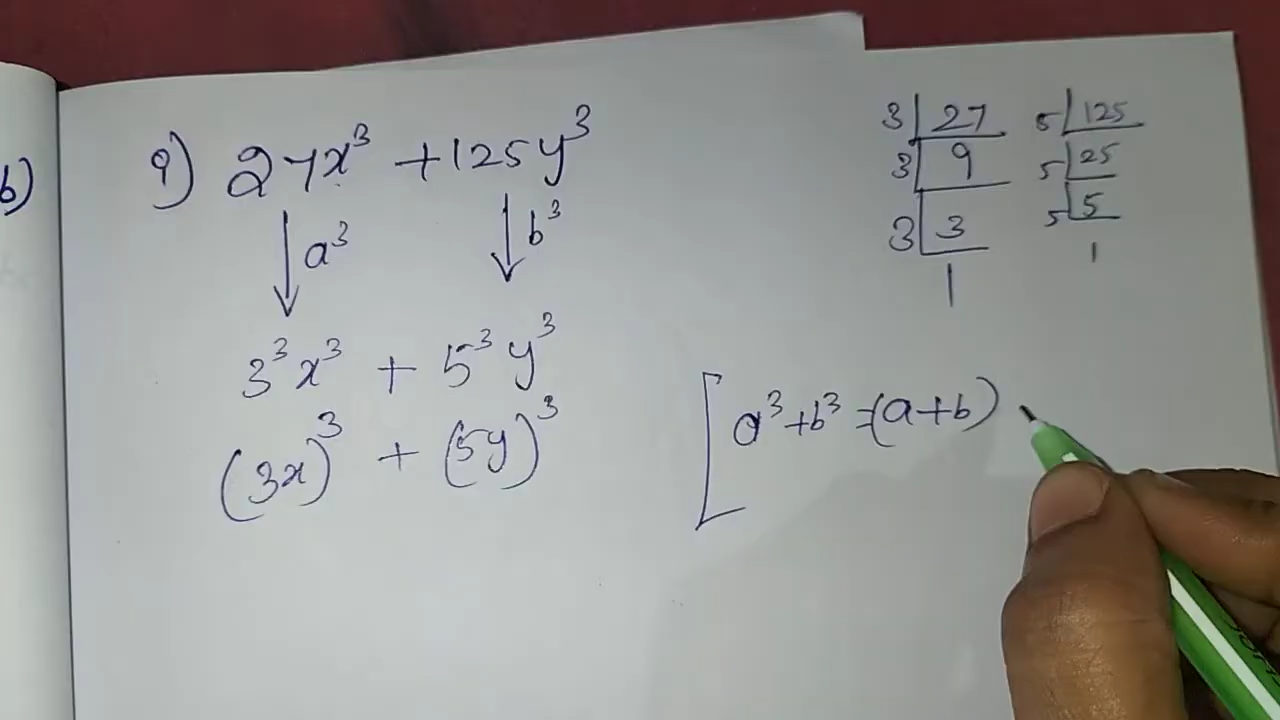 b)
9) 27x³ + 125y³
a³ b³
3³x³ + 5³y³
(3x)³ + (5y)³
3 | 27
3 | 9
3 | 3
1
5 | 125
5 | 25
5 | 5
1
[a³ + b³ = (a + b)